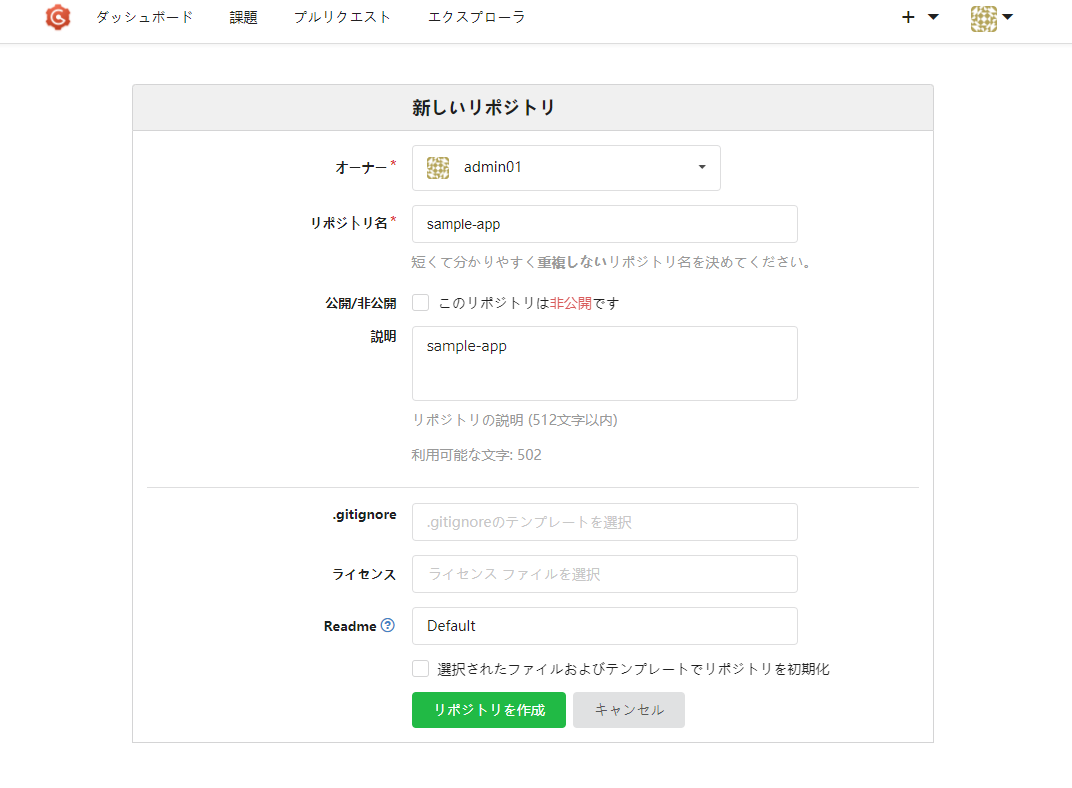 ダッシュボード 課題 プルリクエスト エクスプローラ +
新しいリポジトリ
オーナー* admin01
リポジトリ名* sample-app
短くて分かりやすく重複しないリポジトリ名を決めてください。
公開/非公開 このリポジトリは非公開です
説明 sample-app
リポジトリの説明 (512文字以内)
利用可能な文字: 502
.gitignore .gitignoreのテンプレートを選択
ライセンス ライセンス ファイルを選択
Readme ? Default
選択されたファイルおよびテンプレートでリポジトリを初期化
リポジトリを作成 キャンセル